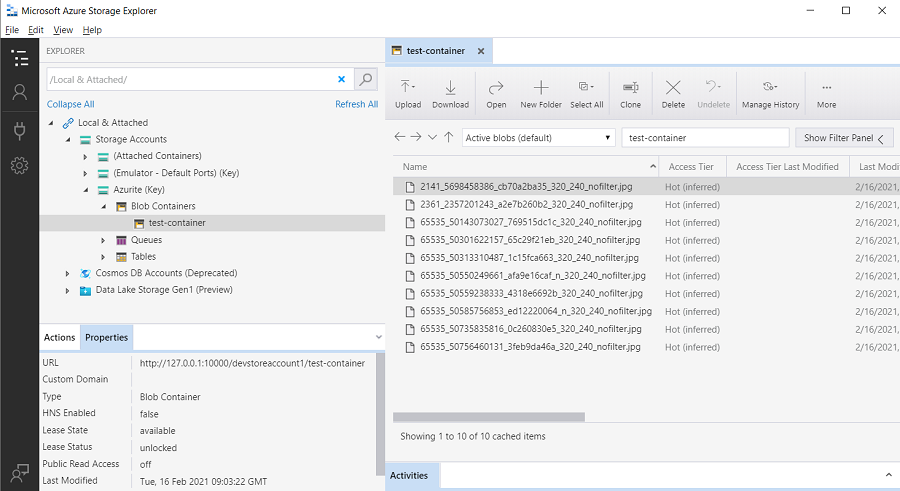 Microsoft Azure Storage Explorer
File Edit View Help
EXPLORER
/Local & Attached/
Collapse All Refresh All
Local & Attached
Storage Accounts
(Attached Containers)
(Emulator - Default Ports) (Key)
Azurite (Key)
Blob Containers
test-container
Queues
Tables
Cosmos DB Accounts (Deprecated)
Data Lake Storage Gen1 (Preview)
Actions Properties
URL http://127.0.0.1:10000/devstoreaccount1/test-container
Custom Domain
Type Blob Container
HNS Enabled false
Lease State available
Lease Status unlocked
Public Read Access off
Last Modified Tue, 16 Feb 2021 09:03:22 GMT
test-container
Upload Download Open New Folder Select All Clone Delete Undelete Manage History More
Active blobs (default) test-container Show Filter Panel
Name Access Tier Access Tier Last Modified Last Modi
2141_5698458386_cb70a2ba35_320_240_nofilter.jpg Hot (inferred) 2/16/2021,
2361_2357201243_a2e7b260b2_320_240_nofilter.jpg Hot (inferred) 2/16/2021,
65535_50143073027_769515dc1c_320_240_nofilter.jpg Hot (inferred) 2/16/2021,
65535_50301622157_65c29f21eb_320_240_nofilter.jpg Hot (inferred) 2/16/2021,
65535_50313310487_1c15fca663_320_240_nofilter.jpg Hot (inferred) 2/16/2021,
65535_50550249661_afa9e16caf_n_320_240_nofilter.jpg Hot (inferred) 2/16/2021,
65535_50559238333_4318e6692b_320_240_nofilter.jpg Hot (inferred) 2/16/2021,
65535_50585756853_ed12220064_n_320_240_nofilter.jpg Hot (inferred) 2/16/2021,
65535_50735835816_0c260830e5_320_240_nofilter.jpg Hot (inferred) 2/16/2021,
65535_50756460131_3feb9da46a_320_240_nofilter.jpg Hot (inferred) 2/16/2021,
Showing 1 to 10 of 10 cached items
Activities